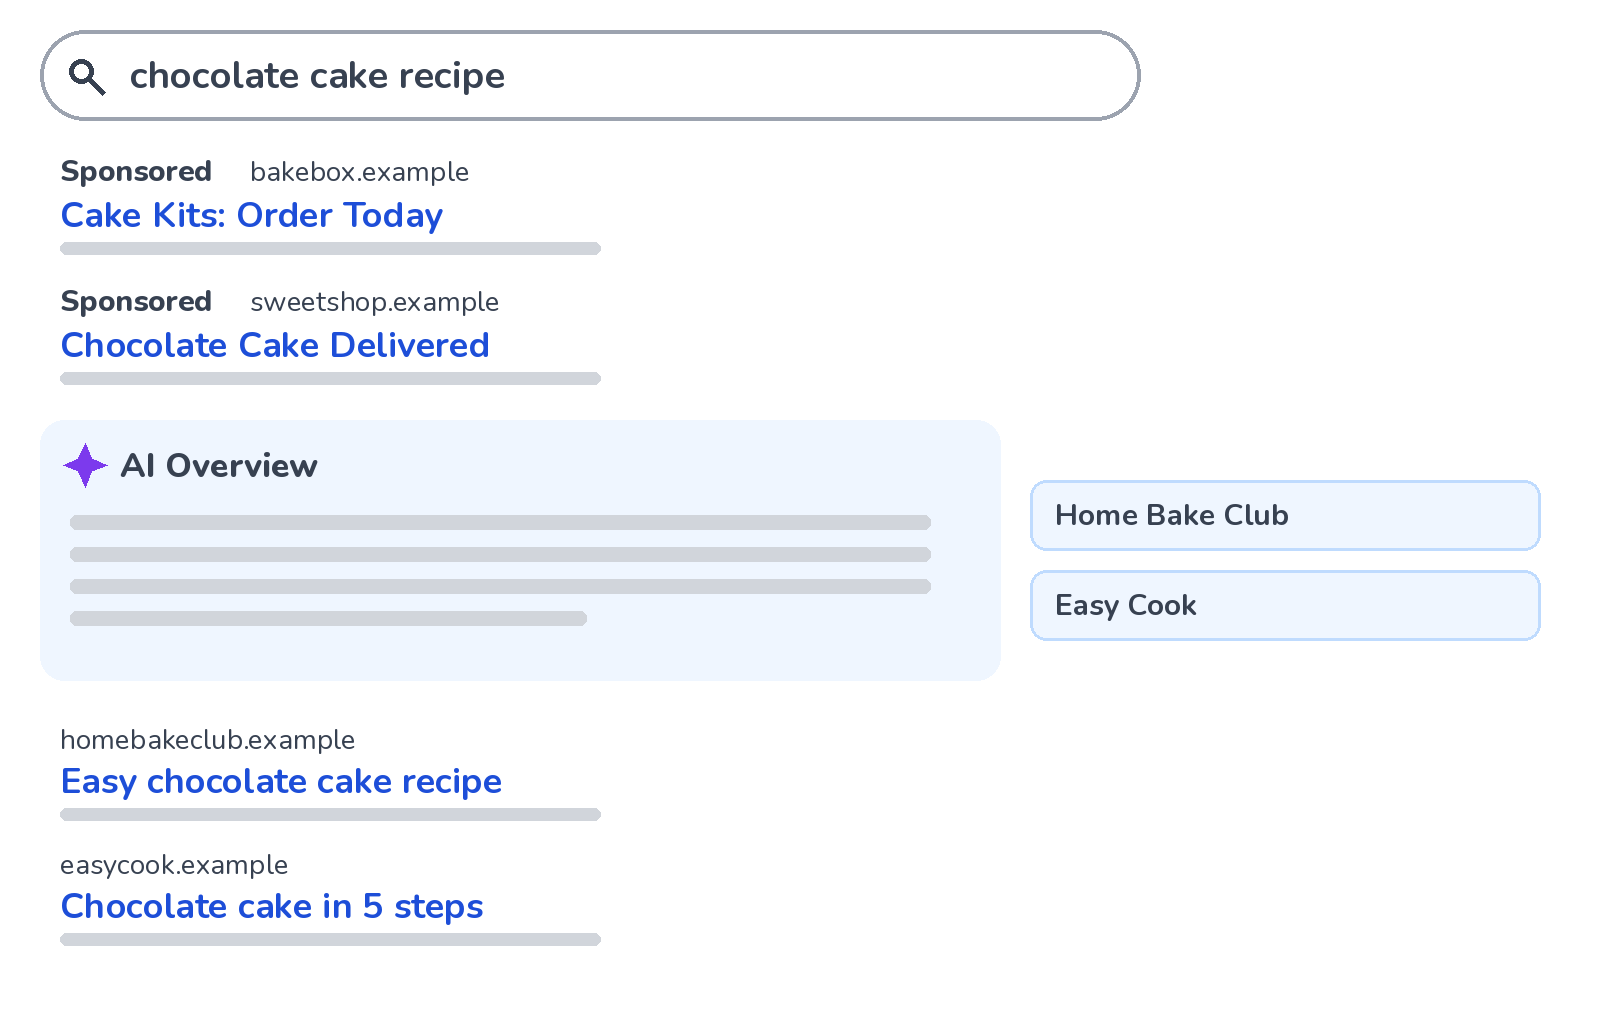 chocolate cake recipe
Sponsored bakebox.example
Cake Kits: Order Today
Sponsored sweetshop.example
Chocolate Cake Delivered
AI Overview
Home Bake Club
Easy Cook
homebakeclub.example
Easy chocolate cake recipe
easycook.example
Chocolate cake in 5 steps